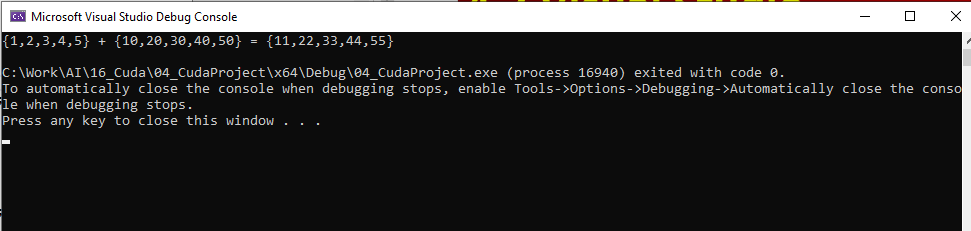 Microsoft Visual Studio Debug Console
{1,2,3,4,5} + {10,20,30,40,50} = {11,22,33,44,55}
C:\Work\AI\16_Cuda\04_CudaProject\x64\Debug\04_CudaProject.exe (process 16940) exited with code 0.
To automatically close the console when debugging stops, enable Tools->Options->Debugging->Automatically close the conso
le when debugging stops.
Press any key to close this window . . .